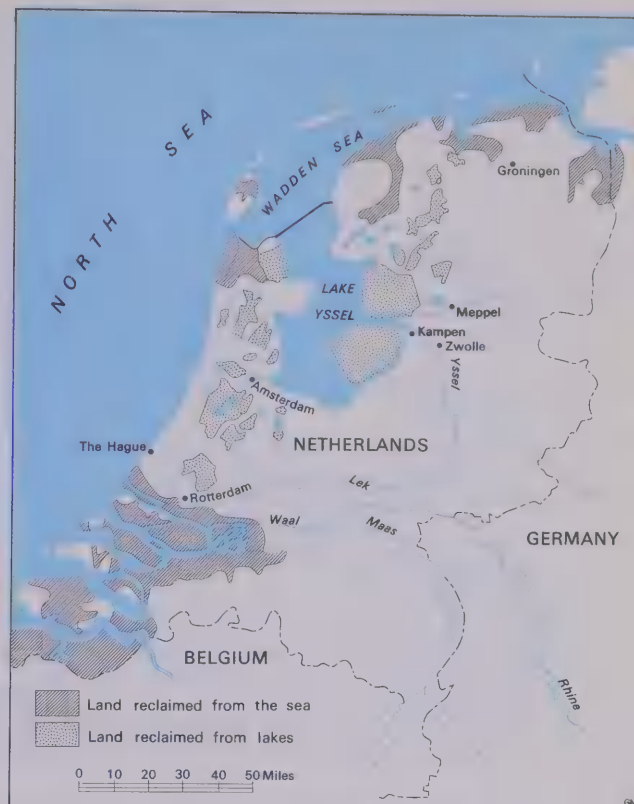 NORTH SEA
WADDEN SEA
Groningen
LAKE
YSSEL
Meppel
Kampen
Zwolle
Yssel
Amsterdam
The Hague
NETHERLANDS
Rotterdam
Lek
Waal
Maas
GERMANY
BELGIUM
Rhine
Land reclaimed from the sea
Land reclaimed from lakes
0 10 20 30 40 50 Miles